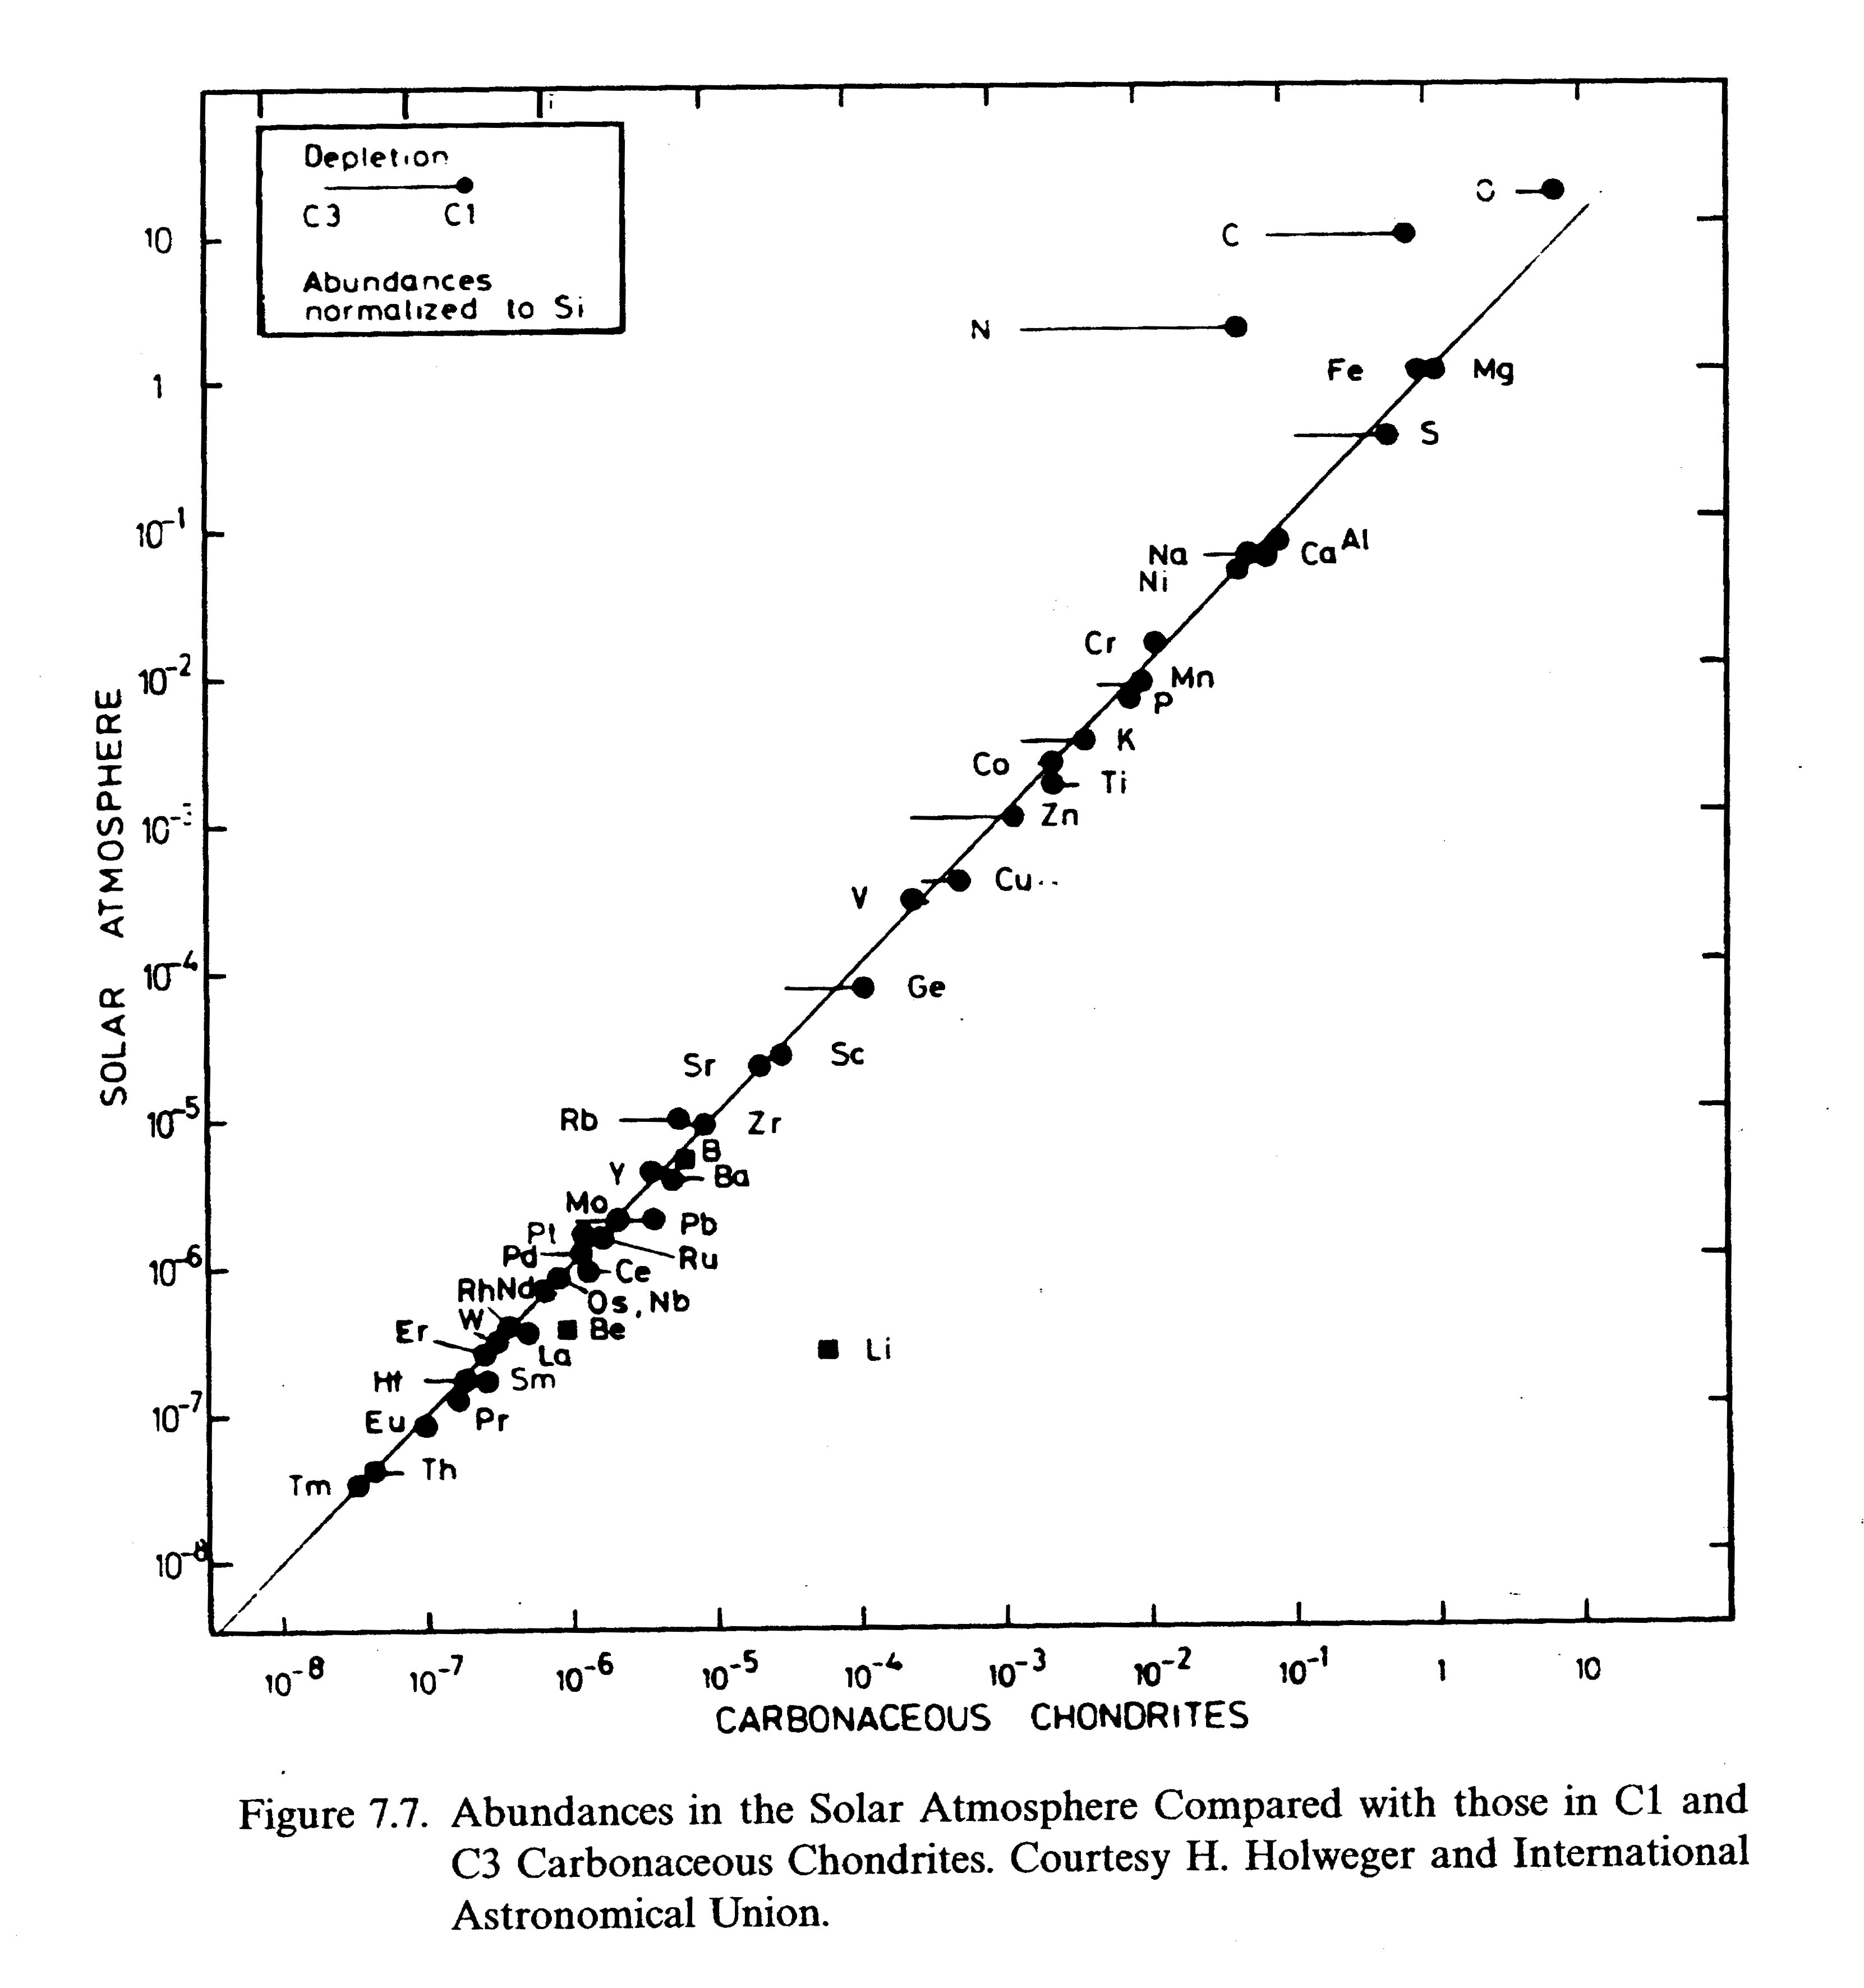 Depletion
C3 C1
Abundances
normalized to Si
O
C
N
Fe Mg
S
Na Ca Al
Ni
Cr
Mn
P
K
Co
Ti
Zn
V Cu
Ge
Sr Sc
Rb Zr
B
Y Ba
Mo
Pb
Pt
Pd Ru
Ce
Rh Nd
Os, Nb
W
Er Be
La
Li
Hf Sm
Eu Pr
Th
Tm
10
1
10⁻¹
10⁻²
10⁻³
10⁻⁴
10⁻⁵
10⁻⁶
10⁻⁷
10⁻⁸
SOLAR ATMOSPHERE
10⁻⁸ 10⁻⁷ 10⁻⁶ 10⁻⁵ 10⁻⁴ 10⁻³ 10⁻² 10⁻¹ 1 10
CARBONACEOUS CHONDRITES
Figure 7.7. Abundances in the Solar Atmosphere Compared with those in C1 and
C3 Carbonaceous Chondrites. Courtesy H. Holweger and International
Astronomical Union.